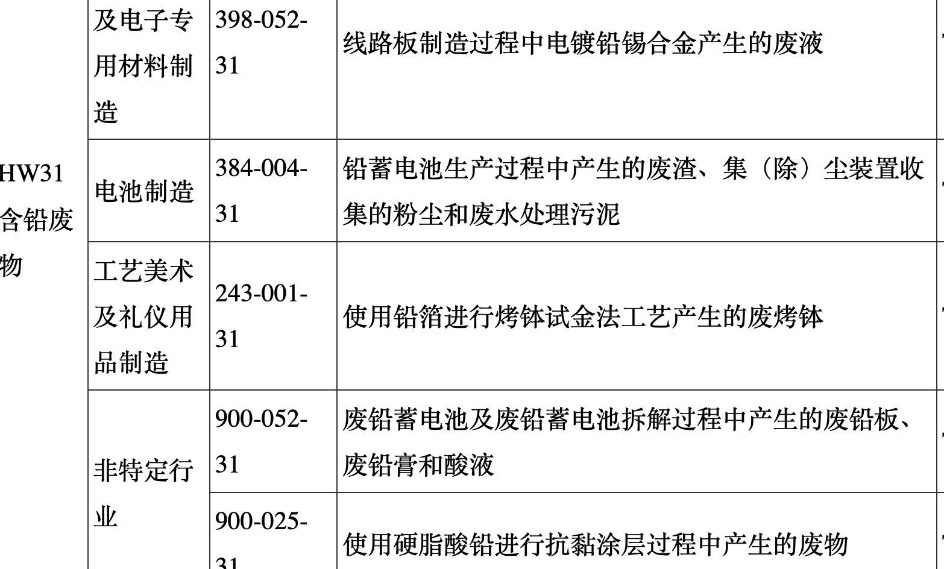 及电子专
用材料制
造
398-052-
31
线路板制造过程中电镀铅锡合金产生的废液
HW31
含铅废
物
电池制造
384-004-
31
铅蓄电池生产过程中产生的废渣、集（除）尘装置收
集的粉尘和废水处理污泥
工艺美术
及礼仪用
品制造
243-001-
31
使用铅箔进行烤钵试金法工艺产生的废烤钵
非特定行
业
900-052-
31
废铅蓄电池及废铅蓄电池拆解过程中产生的废铅板、
废铅膏和酸液
900-025-
31
使用硬脂酸铅进行抗黏涂层过程中产生的废物